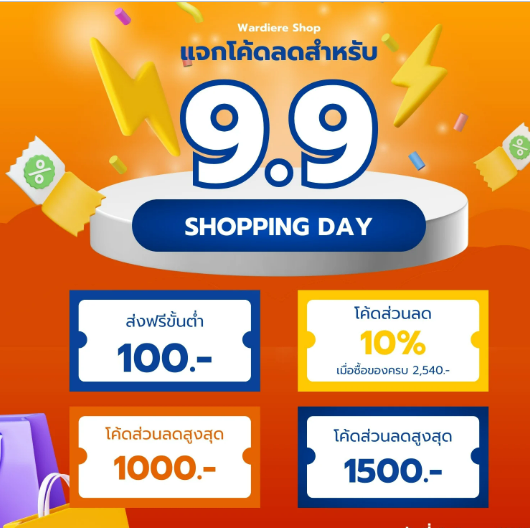 Wardiere Shop
แจกโค้ดลดสำหรับ
9.9
SHOPPING DAY
ส่งฟรีขั้นต่ำ
100.-
โค้ดส่วนลด
10%
เมื่อซื้อของครบ 2,540.-
โค้ดส่วนลดสูงสุด
1000.-
โค้ดส่วนลดสูงสุด
1500.-
%
%